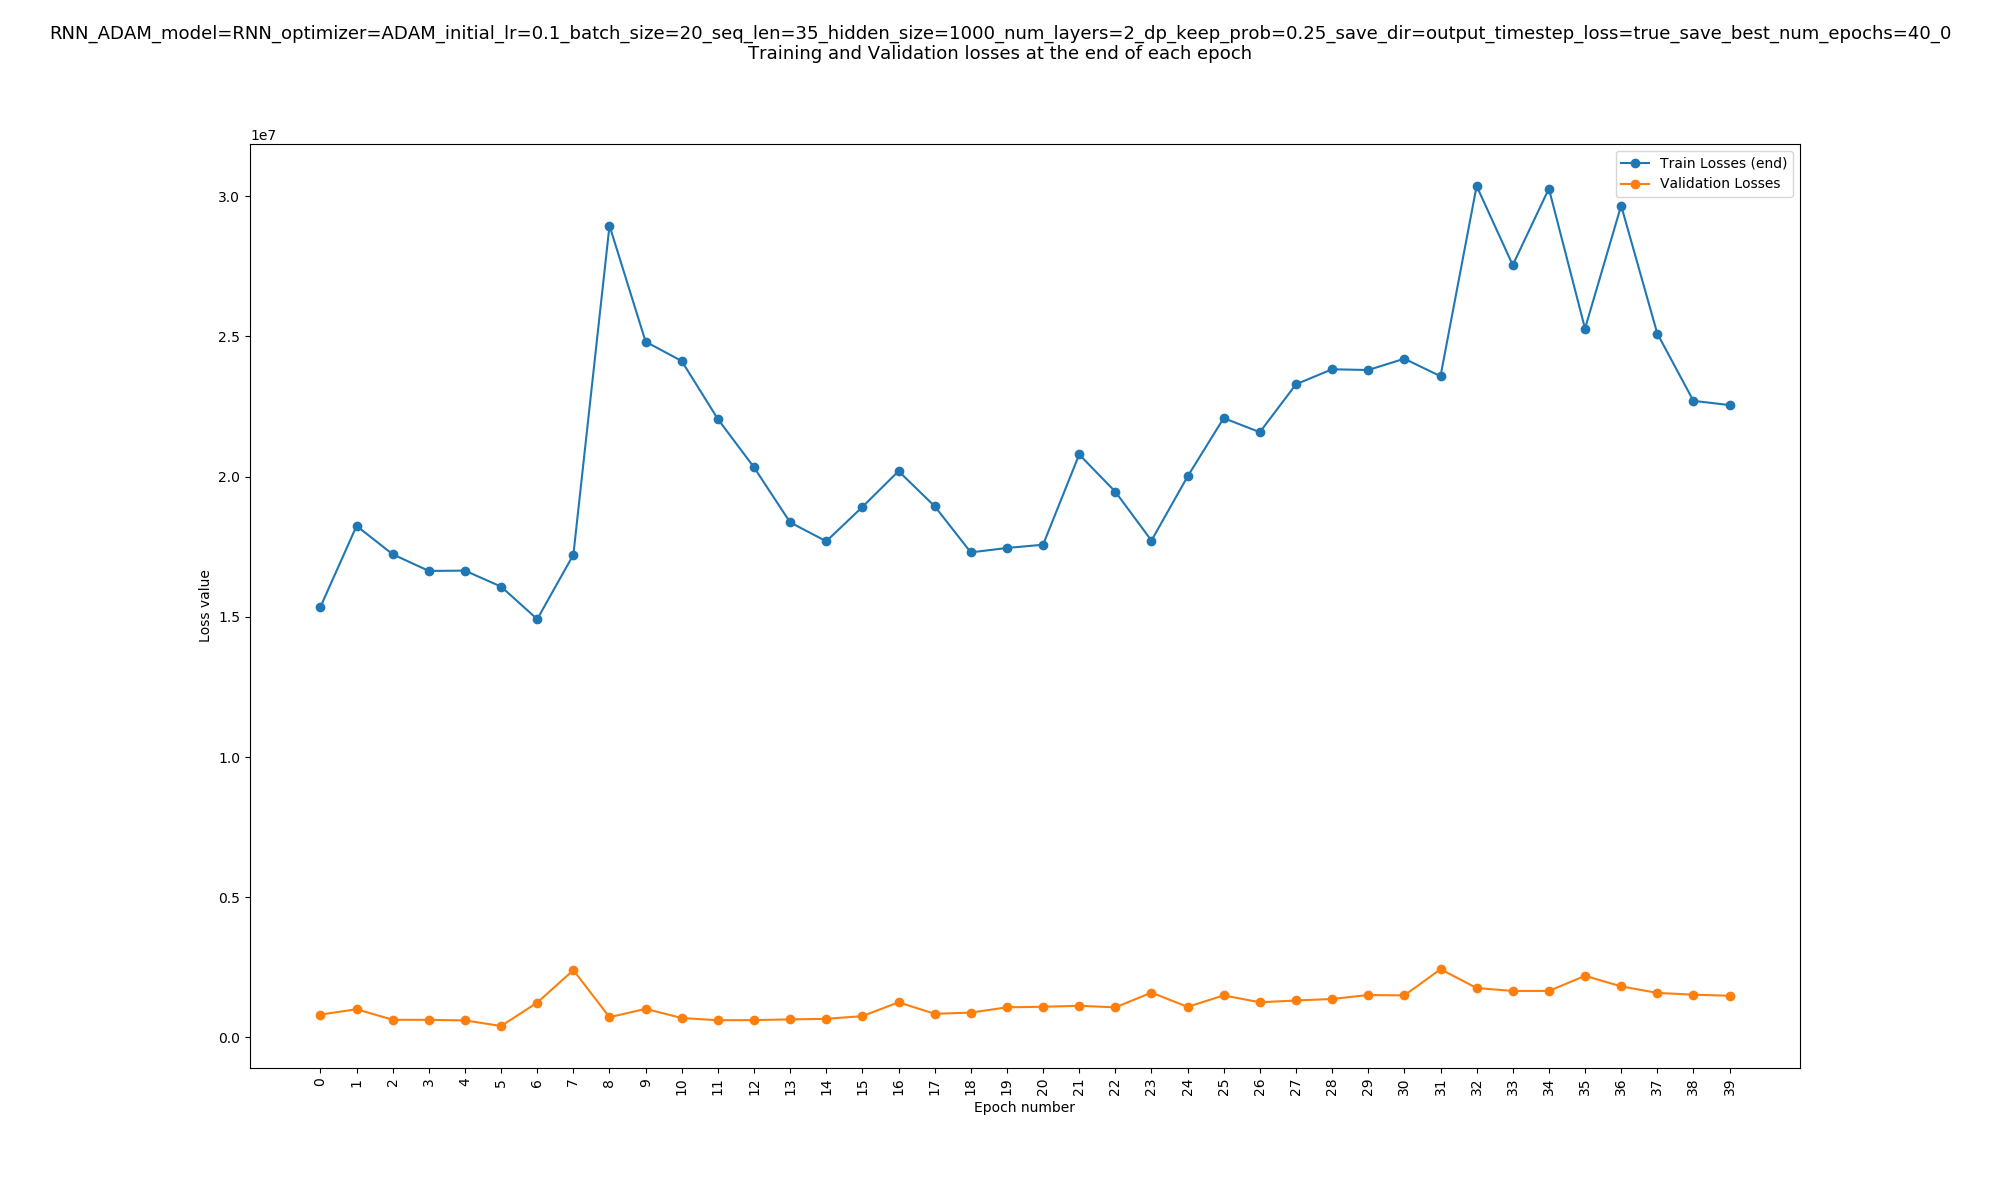 RNN_ADAM_model=RNN_optimizer=ADAM_initial_lr=0.1_batch_size=20_seq_len=35_hidden_size=1000_num_layers=2_dp_keep_prob=0.25_save_dir=output_timestep_loss=true_save_best_num_epochs=40_0
Training and Validation losses at the end of each epoch
1e7
Train Losses (end)
Validation Losses
3.0
2.5
2.0
1.5
1.0
0.5
0.0
Loss value
0 1 2 3 4 5 6 7 8 9 10 11 12 13 14 15 16 17 18 19 20 21 22 23 24 25 26 27 28 29 30 31 32 33 34 35 36 37 38 39
Epoch number